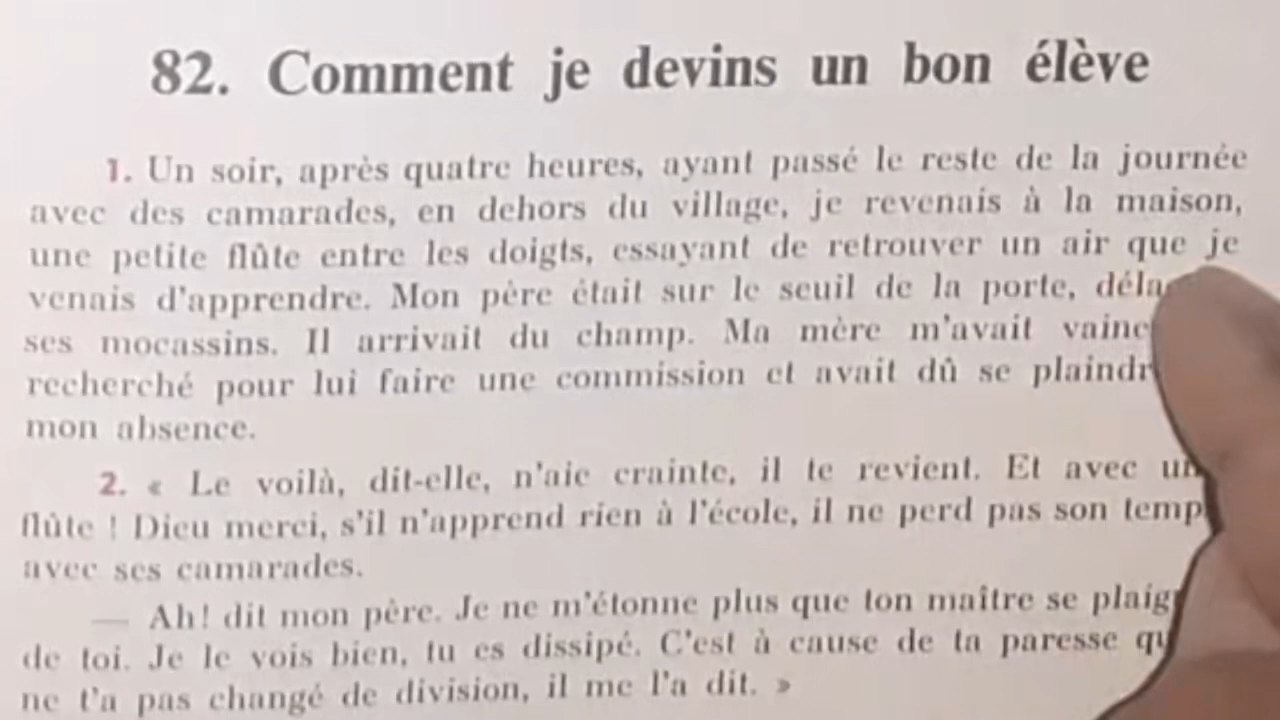 82. Comment je devins un bon élève
1. Un soir, après quatre heures, ayant passé le reste de la journée
avec des camarades, en dehors du village, je revenais à la maison,
une petite flûte entre les doigts, essayant de retrouver un air que je
venais d'apprendre. Mon père était sur le seuil de la porte,
ses mocassins. Il arrivait du champ. Ma mère m'avait
recherché pour lui faire une commission et avait dû se
mon absence.
2. « Le voilà, dit-elle, n'aie crainte, il te revient. Et avec
flûte ! Dieu merci, s'il n'apprend rien à l'école, il ne perd pas son
avec ses camarades.
— Ah! dit mon père. Je ne m'étonne plus que ton maître se
de toi. Je le vois bien, tu es dissipé. C'est à cause de ta paresse
ne t'a pas changé de division, il me l'a dit. »